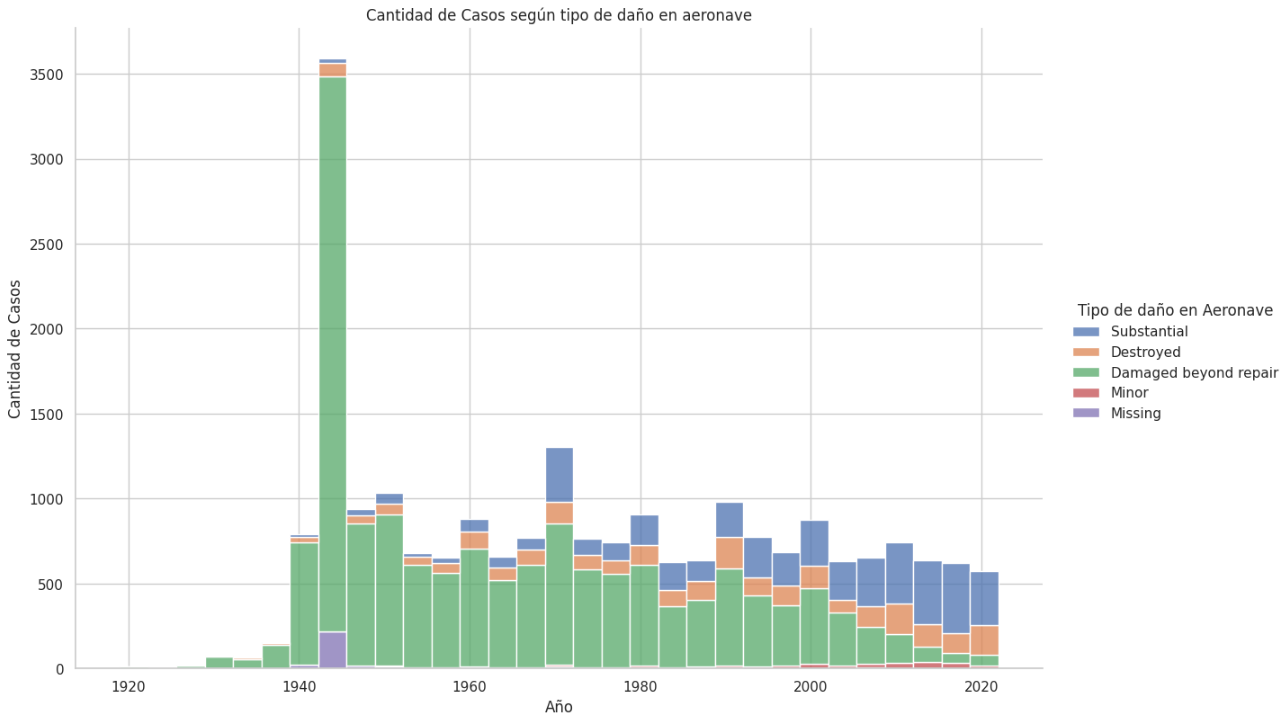 Cantidad de Casos según tipo de daño en aeronave
Cantidad de Casos
3500
3000
2500
2000
1500
1000
500
0
1920
1940
1960
1980
2000
2020
Año
Tipo de daño en Aeronave
Substantial
Destroyed
Damaged beyond repair
Minor
Missing